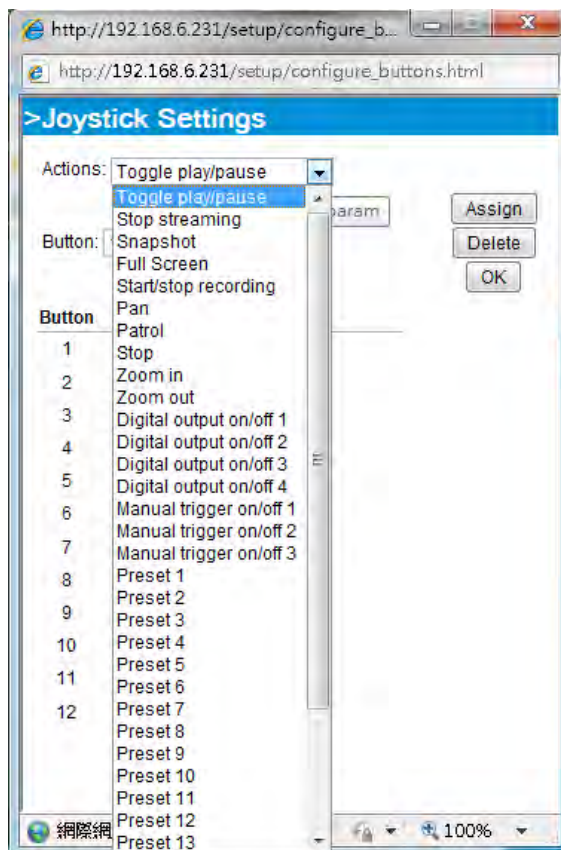 http://192.168.6.231/setup/configure_b...
http://192.168.6.231/setup/configure_buttons.html
>Joystick Settings
Actions: Toggle play/pause
Toggle play/pause
Stop streaming
Snapshot
Full Screen
Start/stop recording
Pan
Patrol
Stop
Zoom in
Zoom out
Digital output on/off 1
Digital output on/off 2
Digital output on/off 3
Digital output on/off 4
Manual trigger on/off 1
Manual trigger on/off 2
Manual trigger on/off 3
Preset 1
Preset 2
Preset 3
Preset 4
Preset 5
Preset 6
Preset 7
Preset 8
Preset 9
Preset 10
Preset 11
Preset 12
Preset 13
param
Assign
Delete
OK
Button:
Button
1
2
3
4
5
6
7
8
9
10
11
12
網際網
100%